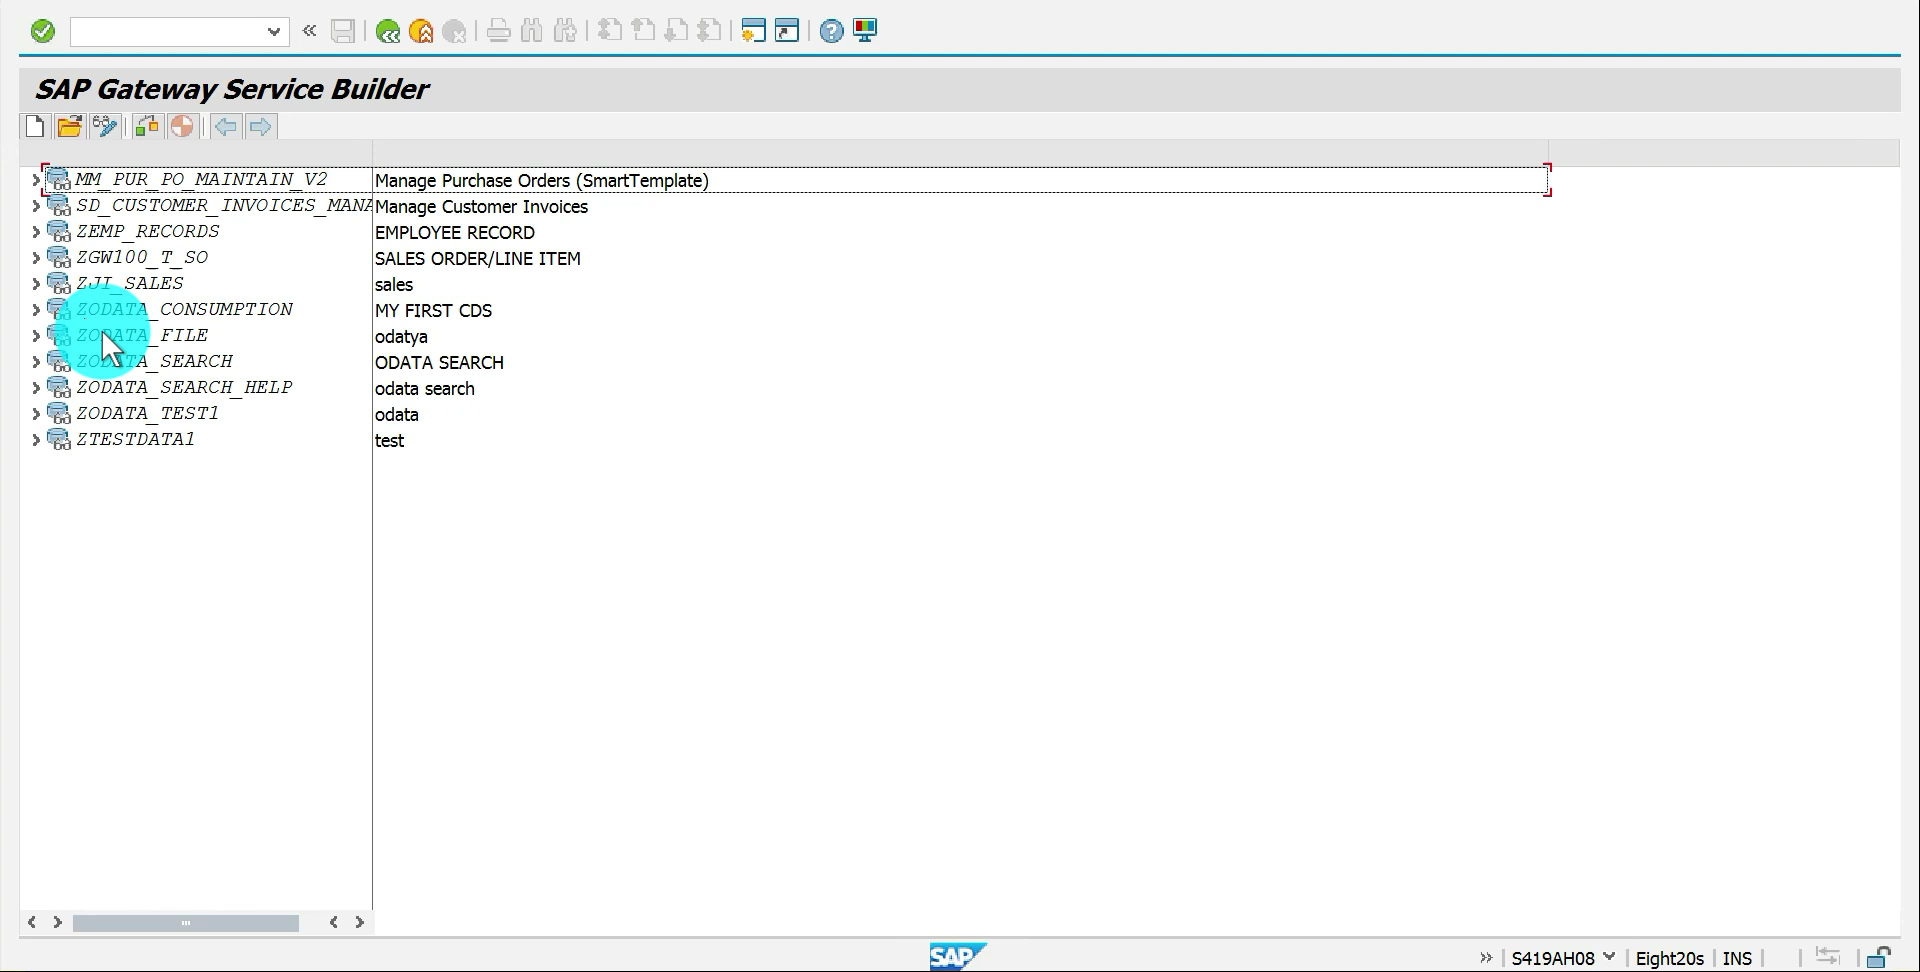 SAP Gateway Service Builder
MM_PUR_PO_MAINTAIN_V2 Manage Purchase Orders (SmartTemplate)
SD_CUSTOMER_INVOICES_MANA Manage Customer Invoices
ZEMP_RECORDS EMPLOYEE RECORD
ZGW100_T_SO SALES ORDER/LINE ITEM
ZJI_SALES sales
ZODATA_CONSUMPTION MY FIRST CDS
ZODATA_FILE odatya
ZODATA_SEARCH ODATA SEARCH
ZODATA_SEARCH_HELP odata search
ZODATA_TEST1 odata
ZTESTDATA1 test
SAP S419AH08 Eight20s INS